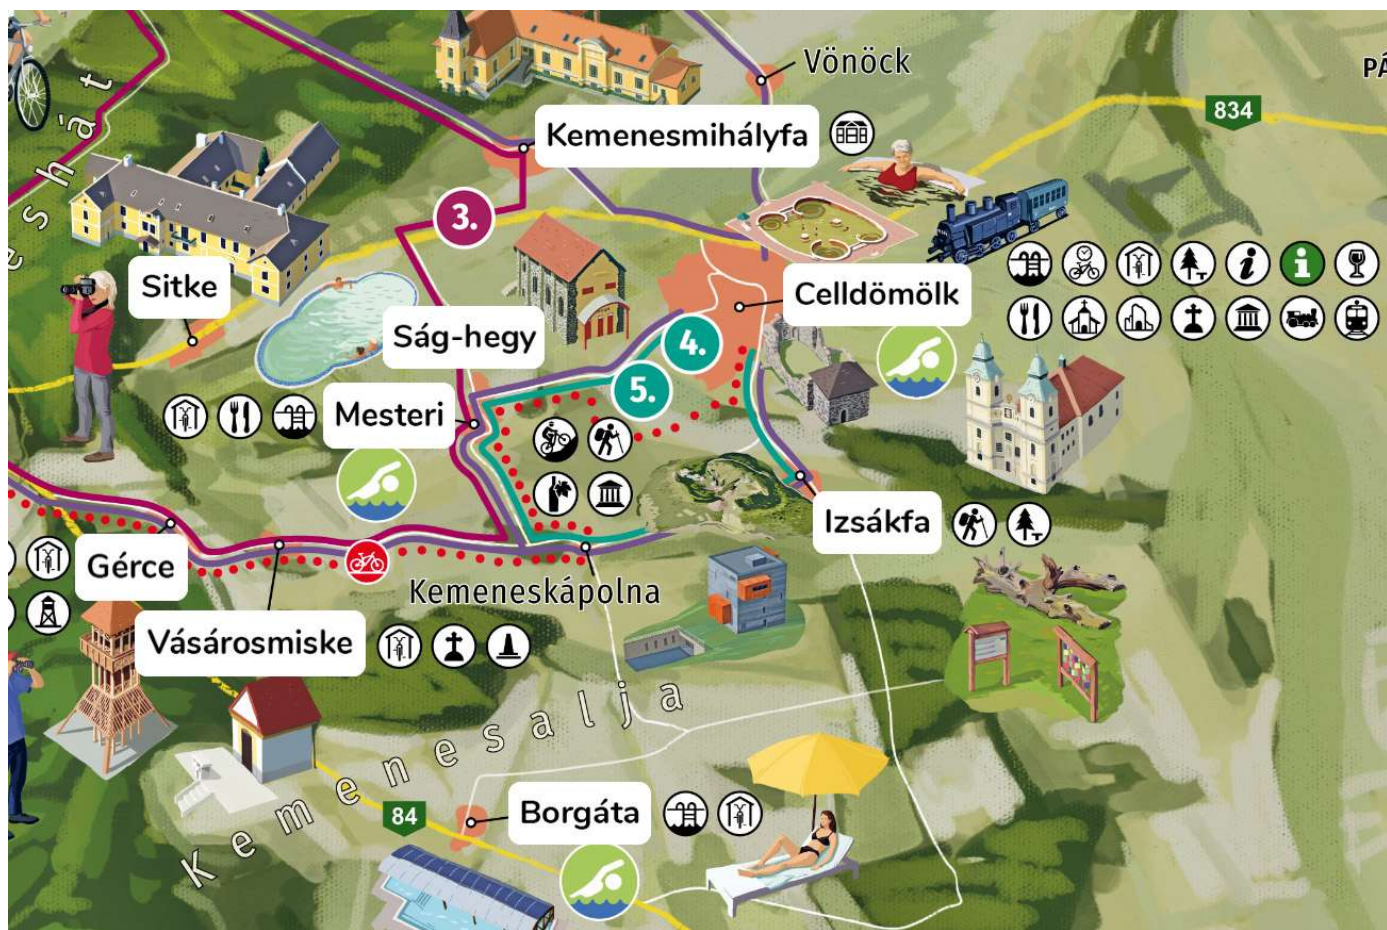 Vönöck
PÁ
834
Kemenesmihályfa
eshát
3.
Sitke
Celldömölk
Ság-hegy
4.
5.
Mesteri
Izsákfa
Gérce
Kemeneskápolna
Vásárosmiske
Kemenesalja
84
Borgáta